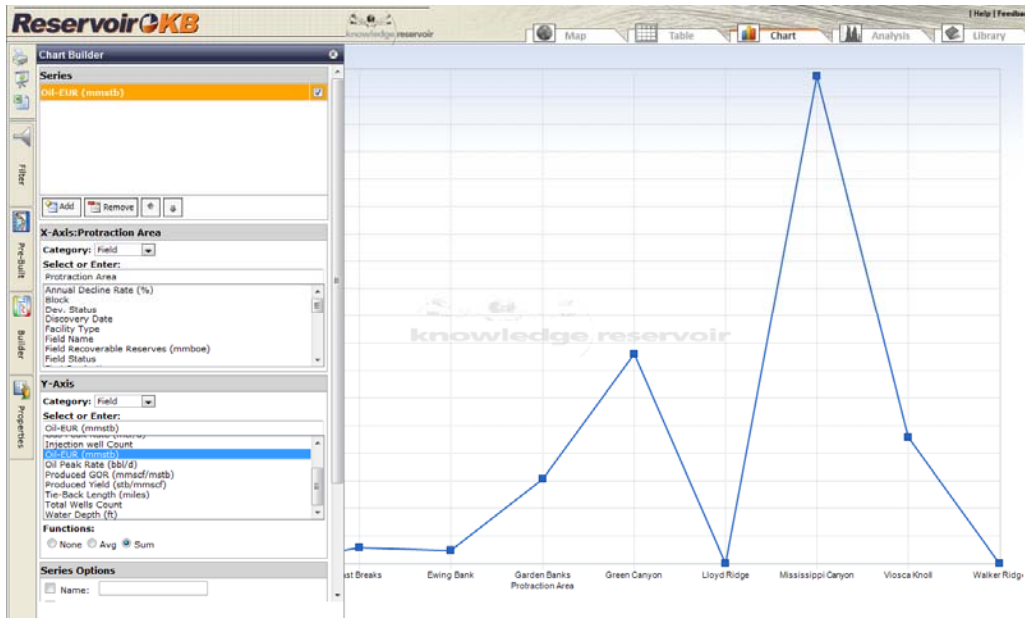 ReservoirKB
knowledge reservoir
| Help | Feedba
Map
Table
Chart
Analysis
Library
Chart Builder
Series
Oil-EUR (mmstb)
Add
Remove
X-Axis:Protraction Area
Category: Field
Select or Enter:
Protraction Area
Annual Decline Rate (%)
Block
Dev. Status
Discovery Date
Facility Type
Field Name
Field Recoverable Reserves (mmboe)
Field Status
Y-Axis
Category: Field
Select or Enter:
Oil-EUR (mmstb)
Injection well Count
Oil-EUR (mmstb)
Oil Peak Rate (bbl/d)
Produced GOR (mmscf/mstb)
Produced Yield (stb/mmscf)
Tie-Back Length (miles)
Total Wells Count
Water Depth (ft)
Functions:
None Avg Sum
Series Options
Name:
Filter
Pre-Built
Builder
Properties
knowledge reservoir
ast Breaks
Ewing Bank
Garden Banks
Protraction Area
Green Canyon
Lloyd Ridge
Mississippi Canyon
Viosca Knoll
Walker Ridg